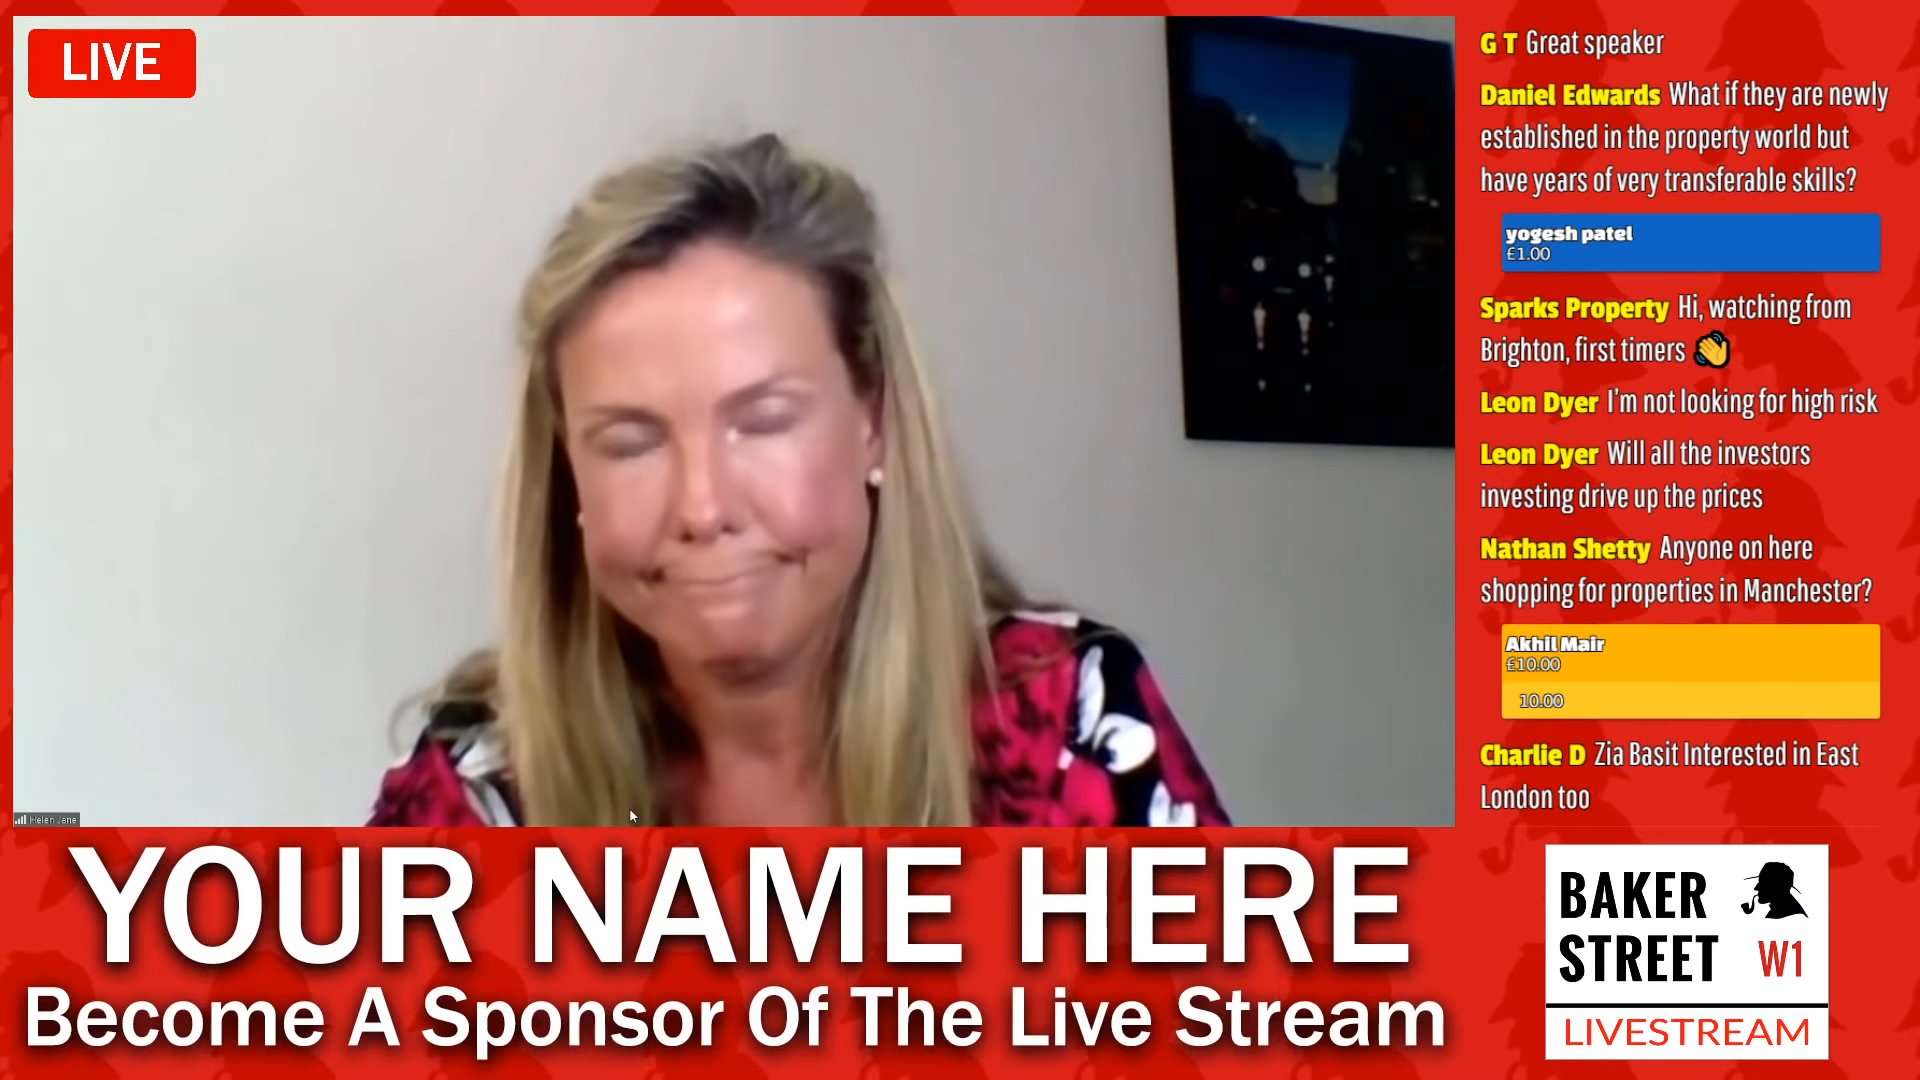 LIVE
Helen Jane
G T Great speaker
Daniel Edwards What if they are newly
established in the property world but
have years of very transferable skills?
yogesh patel
£1.00
Sparks Property Hi, watching from
Brighton, first timers 👋
Leon Dyer I'm not looking for high risk
Leon Dyer Will all the investors
investing drive up the prices
Nathan Shetty Anyone on here
shopping for properties in Manchester?
Akhil Mair
£10.00
10.00
Charlie D Zia Basit Interested in East
London too
YOUR NAME HERE
Become A Sponsor Of The Live Stream
BAKER
STREET W1
LIVESTREAM